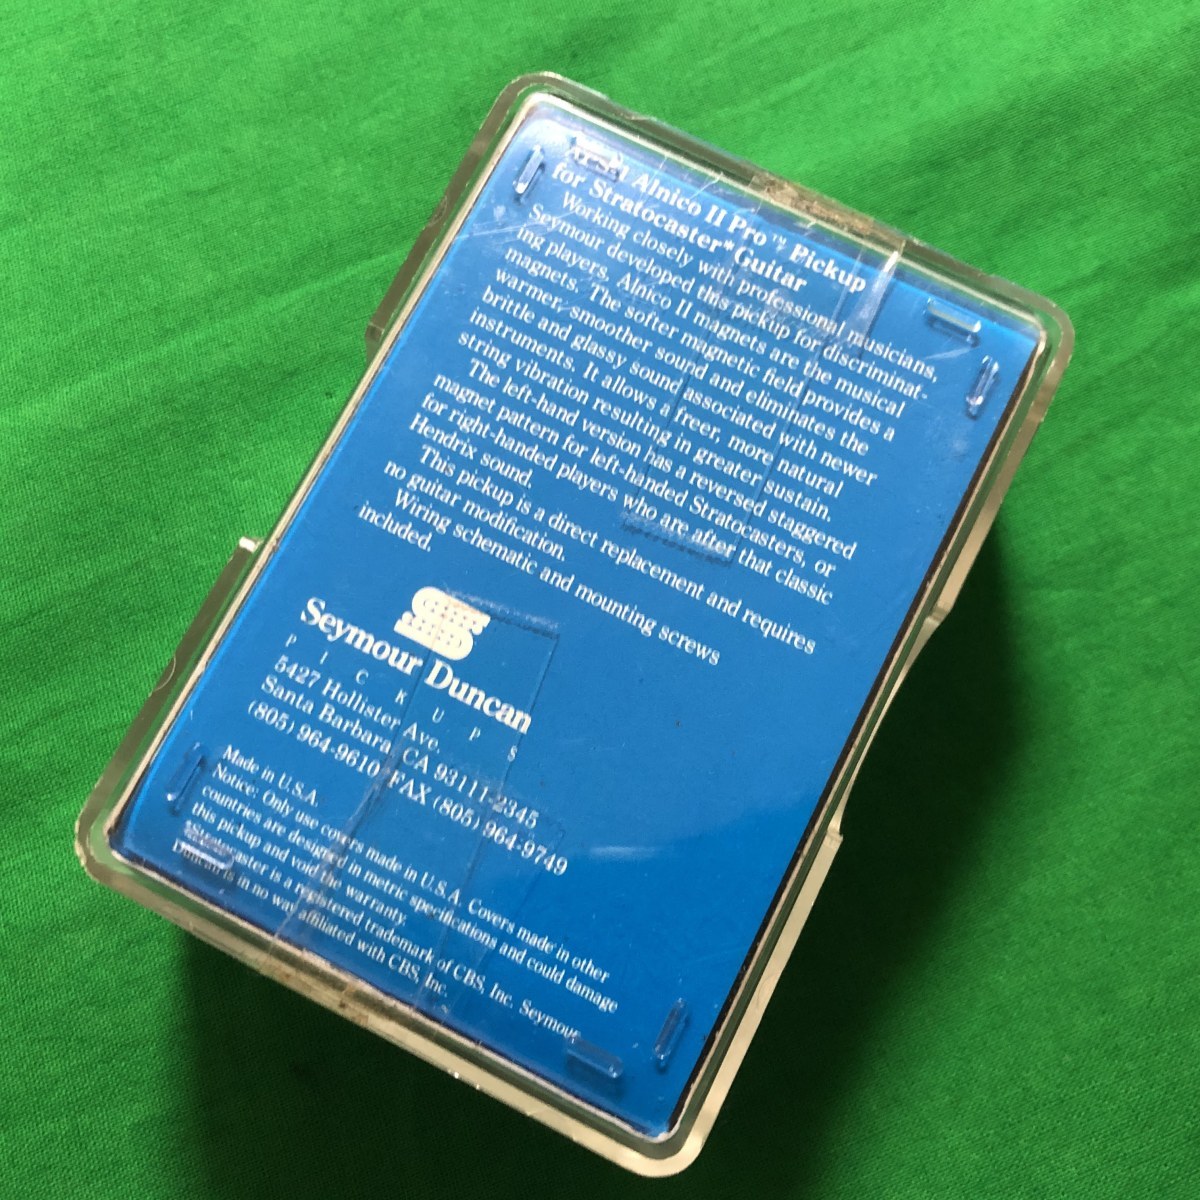 APS-1 Alnico II Pro™ Pickup
for Stratocaster* Guitar
Working closely with professional musicians,
Seymour developed this pickup for discriminat-
ing players. Alnico II magnets are the musical
magnets. The softer magnetic field provides a
warmer, smoother sound and eliminates the
brittle and glassy sound associated with newer
instruments. It allows a freer, more natural
string vibration resulting in greater sustain.
The left-hand version has a reversed staggered
magnet pattern for left-handed Stratocasters, or
for right-handed players who are after that classic
Hendrix sound.
This pickup is a direct replacement and requires
no guitar modification.
Wiring schematic and mounting screws
included.
Seymour Duncan
PICKUPS
5427 Hollister Ave.
Santa Barbara, CA 93111-2345
(805) 964-9610 FAX (805) 964-9749
Made in U.S.A.
Notice: Only use covers made in U.S.A. Covers made in other
countries are designed in metric specifications and could damage
this pickup and void the warranty.
*Stratocaster is a registered trademark of CBS, Inc. Seymour
Duncan is in no way affiliated with CBS, Inc.